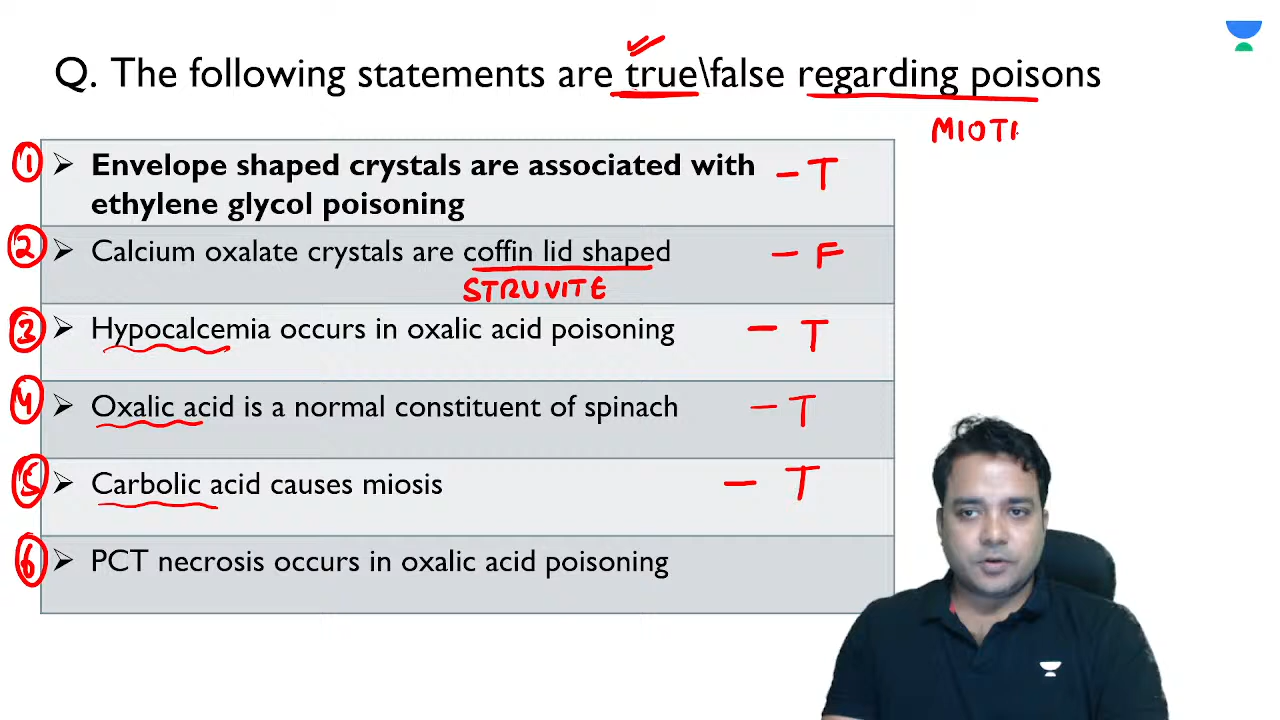 Q. The following statements are true\false regarding poisons
MIOTI
① ➢ Envelope shaped crystals are associated with - T
ethylene glycol poisoning
② ➢ Calcium oxalate crystals are coffin lid shaped - F
STRUVITE
③ ➢ Hypocalcemia occurs in oxalic acid poisoning - T
④ ➢ Oxalic acid is a normal constituent of spinach - T
⑤ ➢ Carbolic acid causes miosis - T
⑥ ➢ PCT necrosis occurs in oxalic acid poisoning